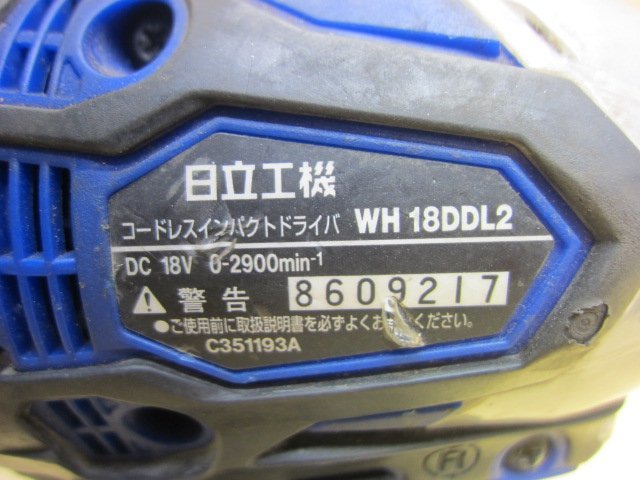 日立工機
コードレスインパクトドライバ WH 18DDL2
DC 18V 0-2900min-1
警告 8609217
●ご使用前に取扱説明書を必ずよくお ください。
C351193A